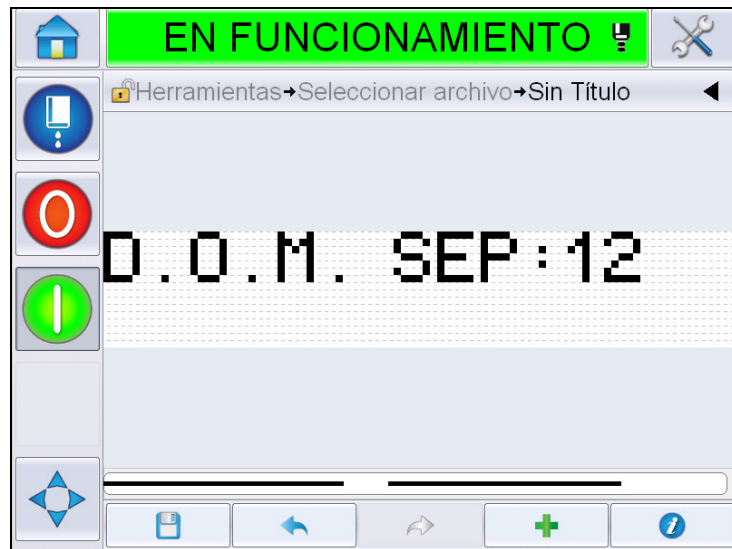 EN FUNCIONAMIENTO
Herramientas→Seleccionar archivo→Sin Título
D.O.M. SEP:12